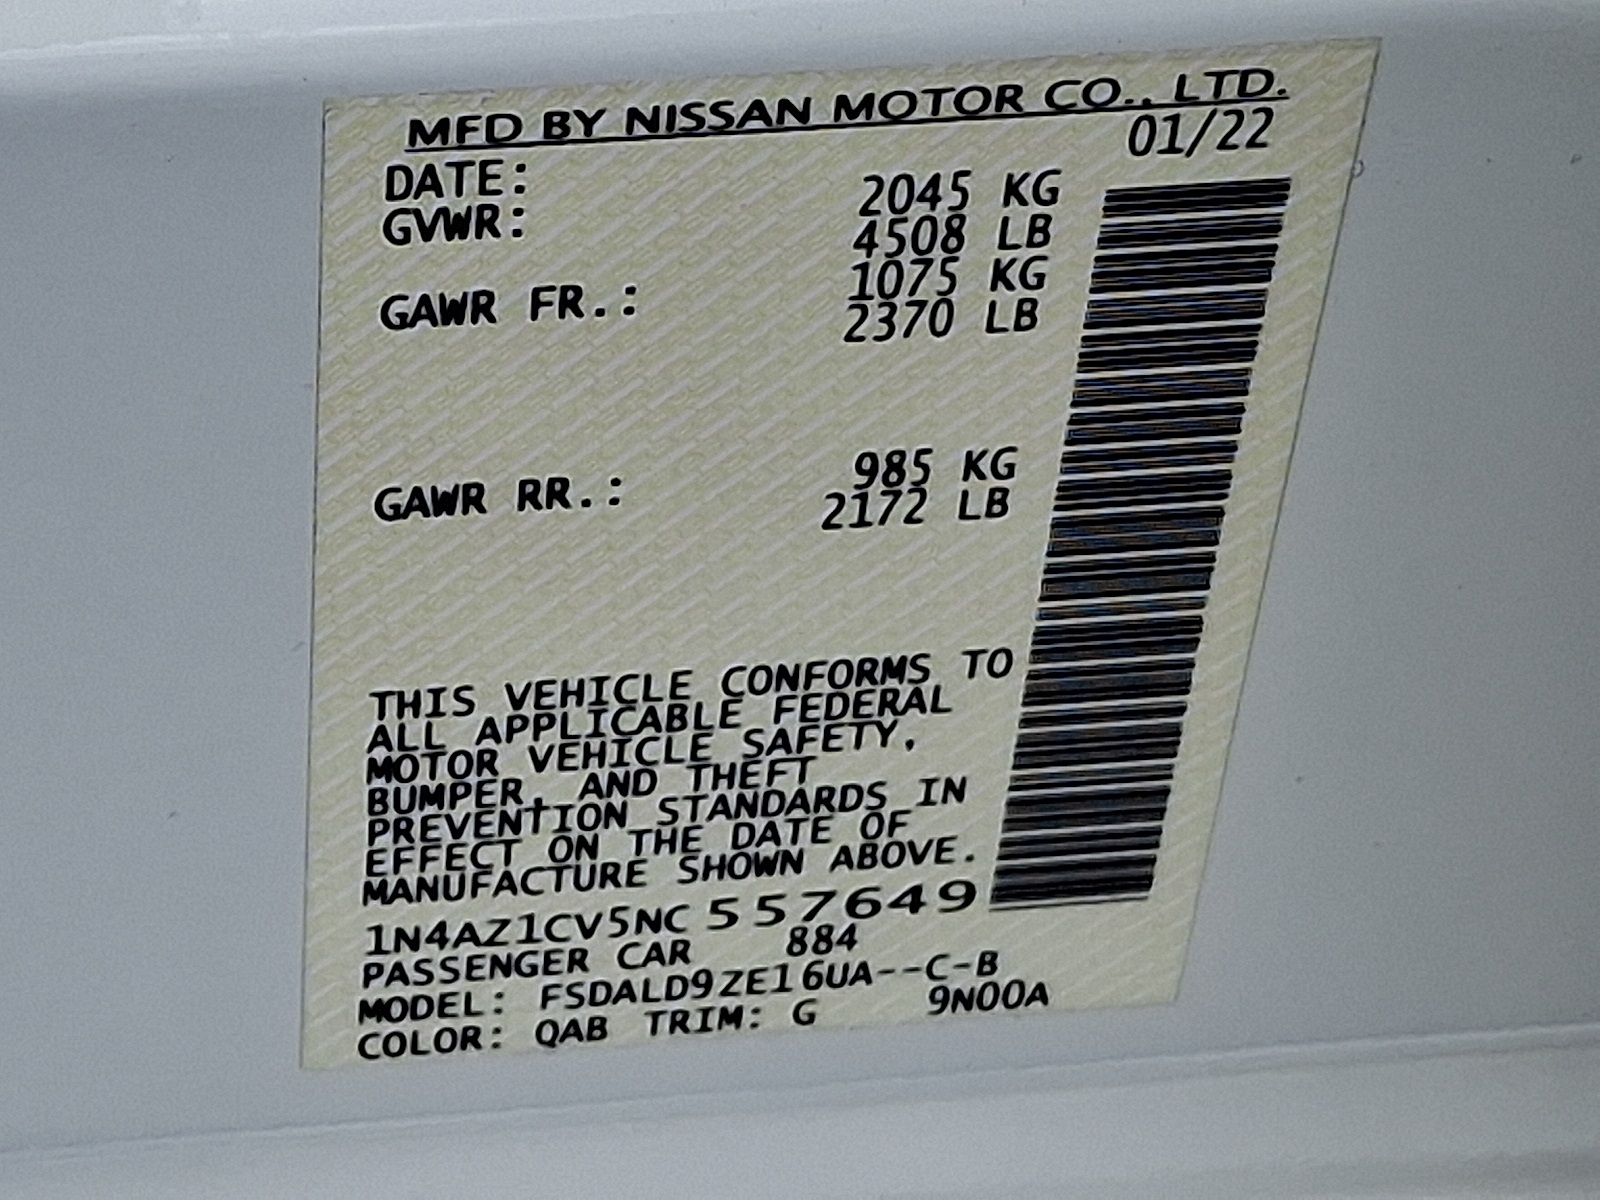 MFD BY NISSAN MOTOR CO., LTD.
DATE: 01/22
GVWR: 2045 KG
4508 LB
GAWR FR.: 1075 KG
2370 LB
GAWR RR.: 985 KG
2172 LB
THIS VEHICLE CONFORMS TO
ALL APPLICABLE FEDERAL
MOTOR VEHICLE SAFETY,
BUMPER, AND THEFT
PREVENTION STANDARDS IN
EFFECT ON THE DATE OF
MANUFACTURE SHOWN ABOVE.
1N4AZ1CV5NC557649
PASSENGER CAR 884
MODEL: FSDALD9ZE16UA--C-B
COLOR: QAB TRIM: G 9N00A